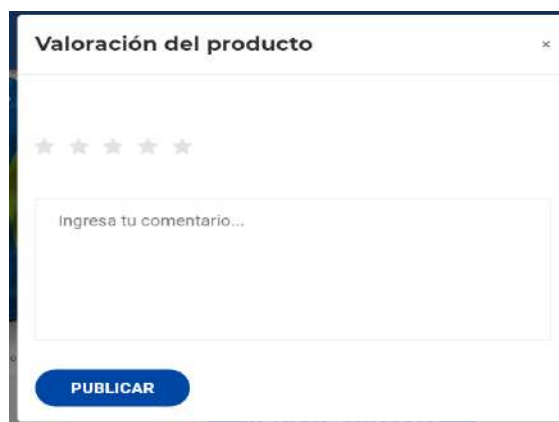 Valoración del producto
×
Ingresa tu comentario...
PUBLICAR